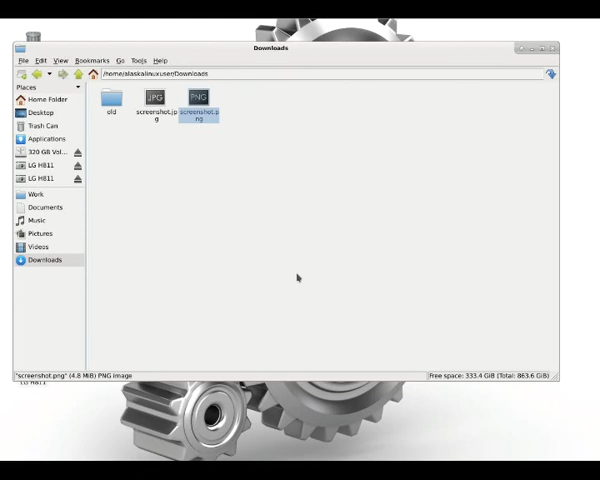 Downloads
File Edit View Bookmarks Go Tools Help
/home/alaskalinuxuser/Downloads
Places
Home Folder
Desktop
Trash Can
Applications
320 GB Vol...
LG H811
LG H811
Work
Documents
Music
Pictures
Videos
Downloads
old
JPG
screenshot.jp
g
PNG
screenshot.p
ng
"screenshot.png" (4.8 MiB) PNG image
Free space: 333.4 GiB (Total: 863.6 GiB)
LG H811